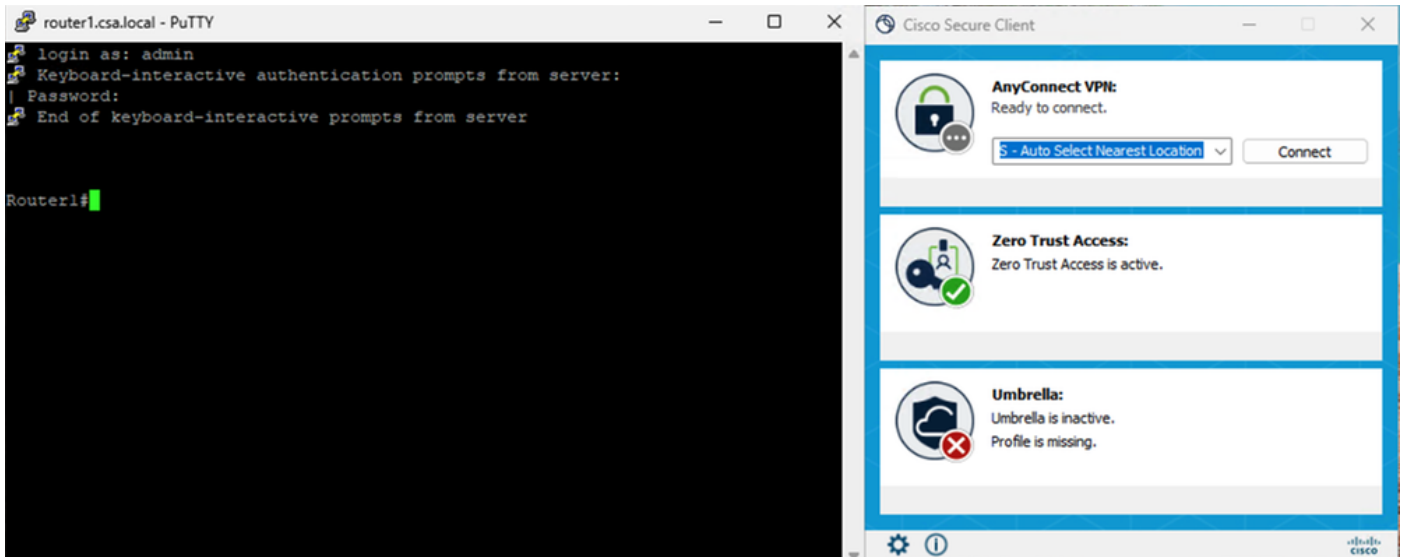 router1.csa.local - PuTTY
login as: admin
Keyboard-interactive authentication prompts from server:
| Password:
End of keyboard-interactive prompts from server
Router1#
Cisco Secure Client
AnyConnect VPN:
Ready to connect.
S - Auto Select Nearest Location
Connect
Zero Trust Access:
Zero Trust Access is active.
Umbrella:
Umbrella is inactive.
Profile is missing.
CISCO